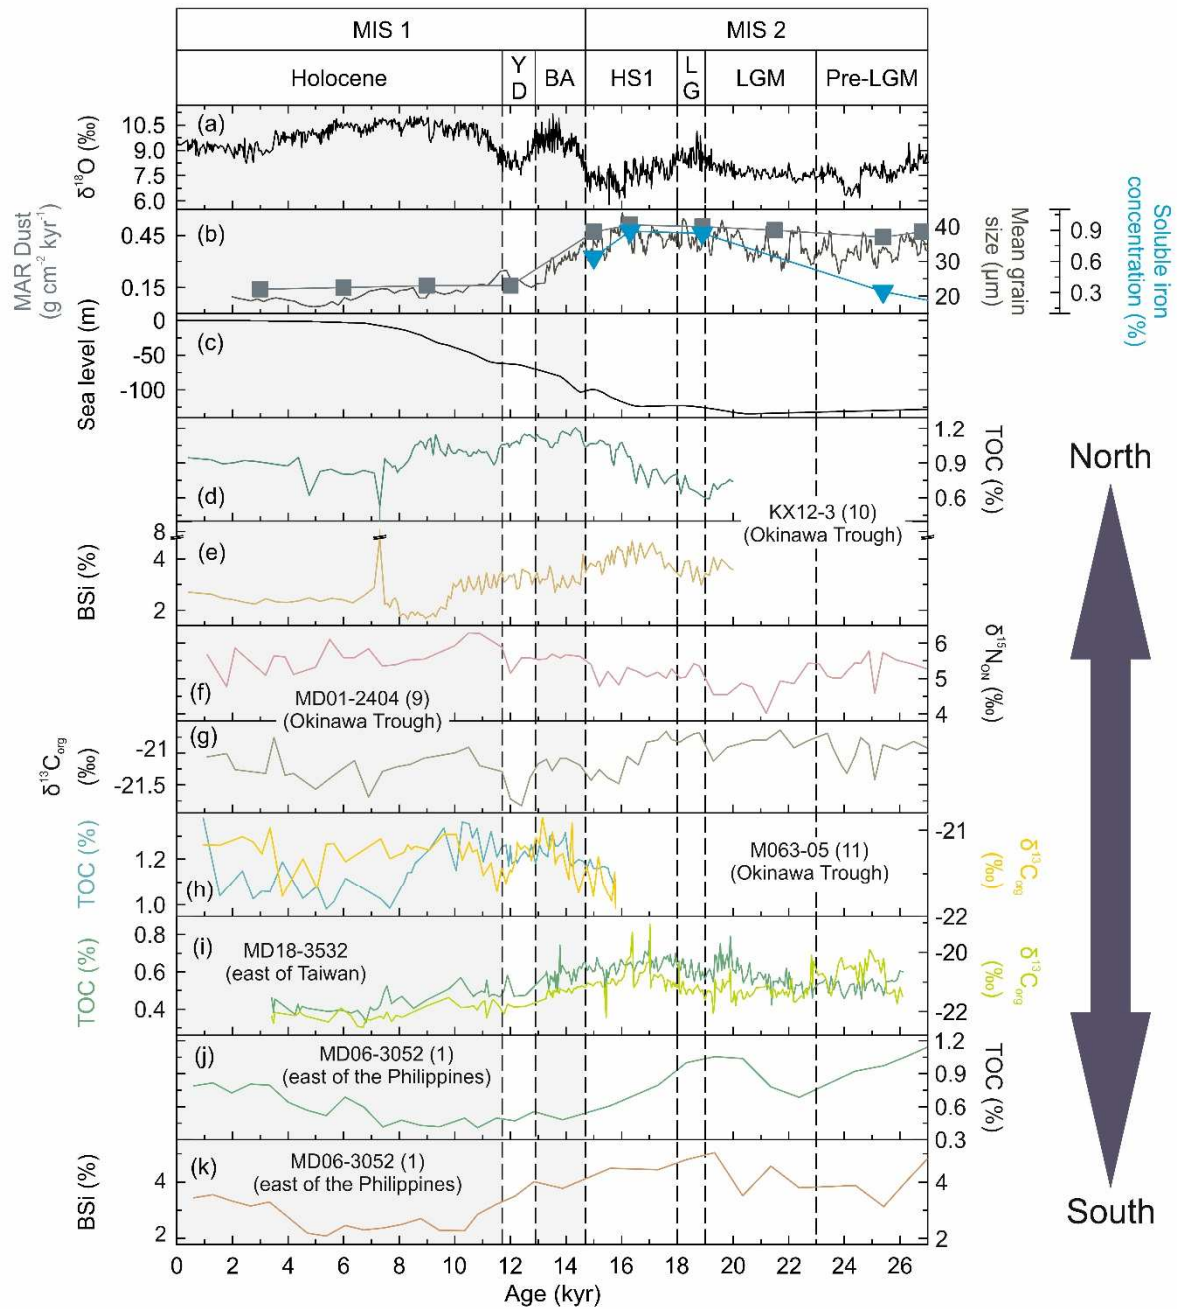 MIS 1
MIS 2
Holocene
Y
D
BA
HS1
L
G
LGM
Pre-LGM
(a)
δ¹⁸O (‰)
10.5
9.0
7.5
6.0
(b)
MAR Dust
(g cm⁻² kyr⁻¹)
0.45
0.15
40
30
20
Mean grain
size (µm)
0.9
0.6
0.3
Soluble iron
concentration (%)
(c)
Sea level (m)
0
-50
-100
(d)
1.2
0.9
0.6
TOC
(%)
KX12-3 (10)
(Okinawa Trough)
(e)
BSi (%)
8
4
2
(f)
6
5
4
δ¹⁵N_ON (‰)
MD01-2404 (9)
(Okinawa Trough)
(g)
δ¹³C_org
(‰)
-21
-21.5
(h)
TOC (%)
1.2
1.0
M063-05 (11)
(Okinawa Trough)
-21
-22
δ¹³C_org
(‰)
(i)
TOC (%)
0.8
0.6
0.4
MD18-3532
(east of Taiwan)
-20
-21
-22
δ¹³C_org
(‰)
(j)
MD06-3052 (1)
(east of the Philippines)
1.2
0.9
0.6
0.3
TOC
(%)
(k)
MD06-3052 (1)
(east of the Philippines)
BSi (%)
4
2
4
2
0 2 4 6 8 10 12 14 16 18 20 22 24 26
Age (kyr)
North
South